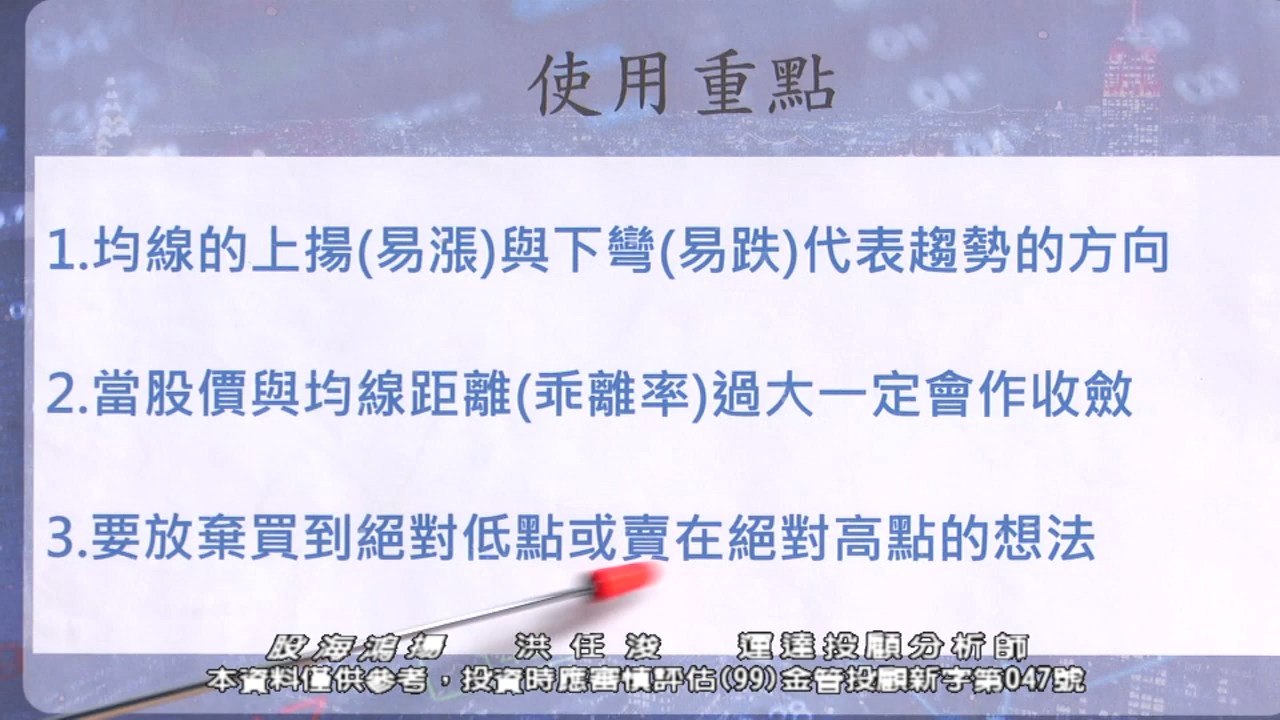 使用重點
1.均線的上揚(易漲)與下彎(易跌)代表趨勢的方向
2.當股價與均線距離(乖離率)過大一定會作收斂
3.要放棄買到絕對低點或賣在絕對高點的想法
股海鴻揚 洪任浚 運達投顧分析師
本資料僅供參考，投資時應審慎評估(99)金管投顧新字第047號